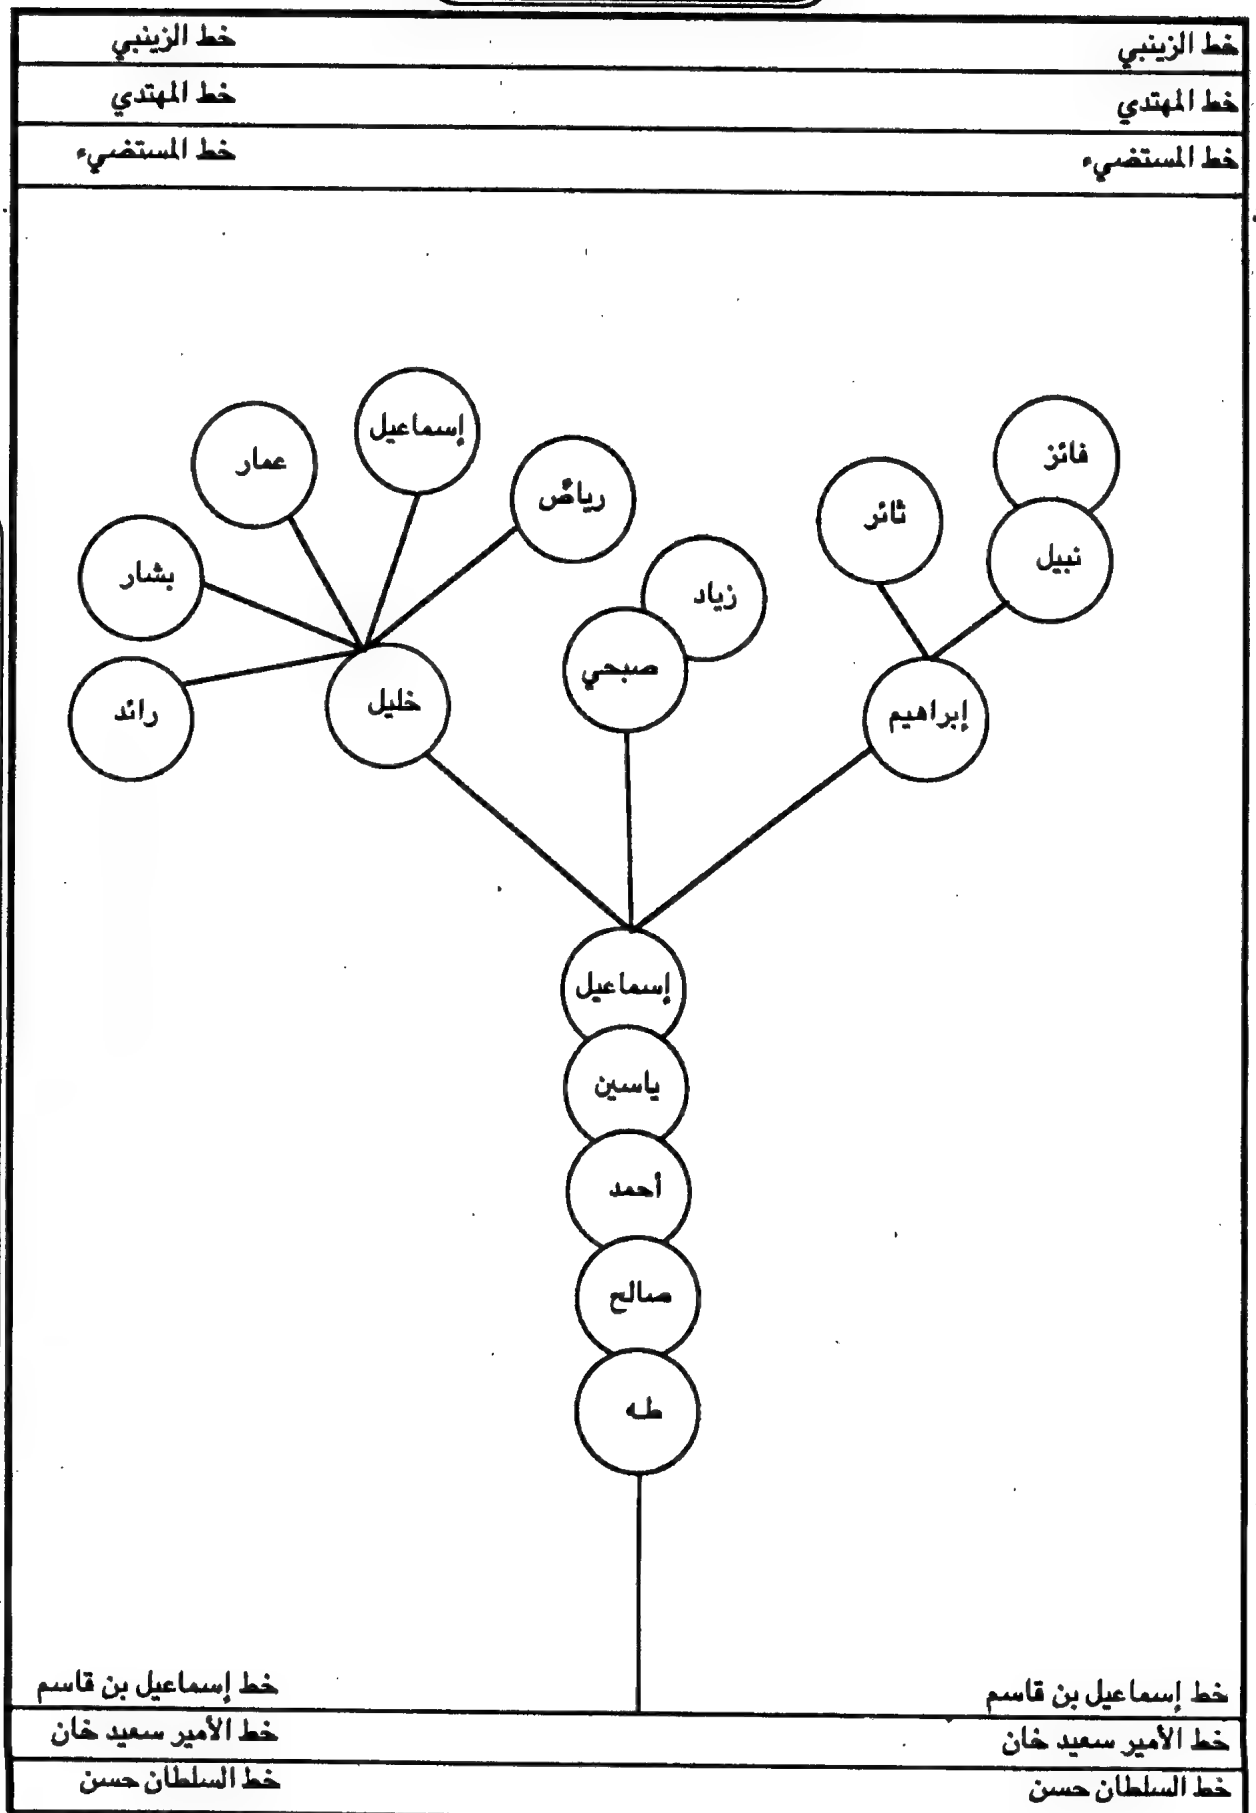 خط الزينبي خط الزينبي
خط المهتدي خط المهتدي
خط المستضيء خط المستضيء
فائز
نبيل
ثائر
إبراهيم
زياد
صبحي
رياض
إسماعيل
عمار
بشار
رائد
خليل
إسماعيل
ياسين
أحمد
صالح
طه
خط إسماعيل بن قاسم خط إسماعيل بن قاسم
خط الأمير سعيد خان خط الأمير سعيد خان
خط السلطان حسن خط السلطان حسن